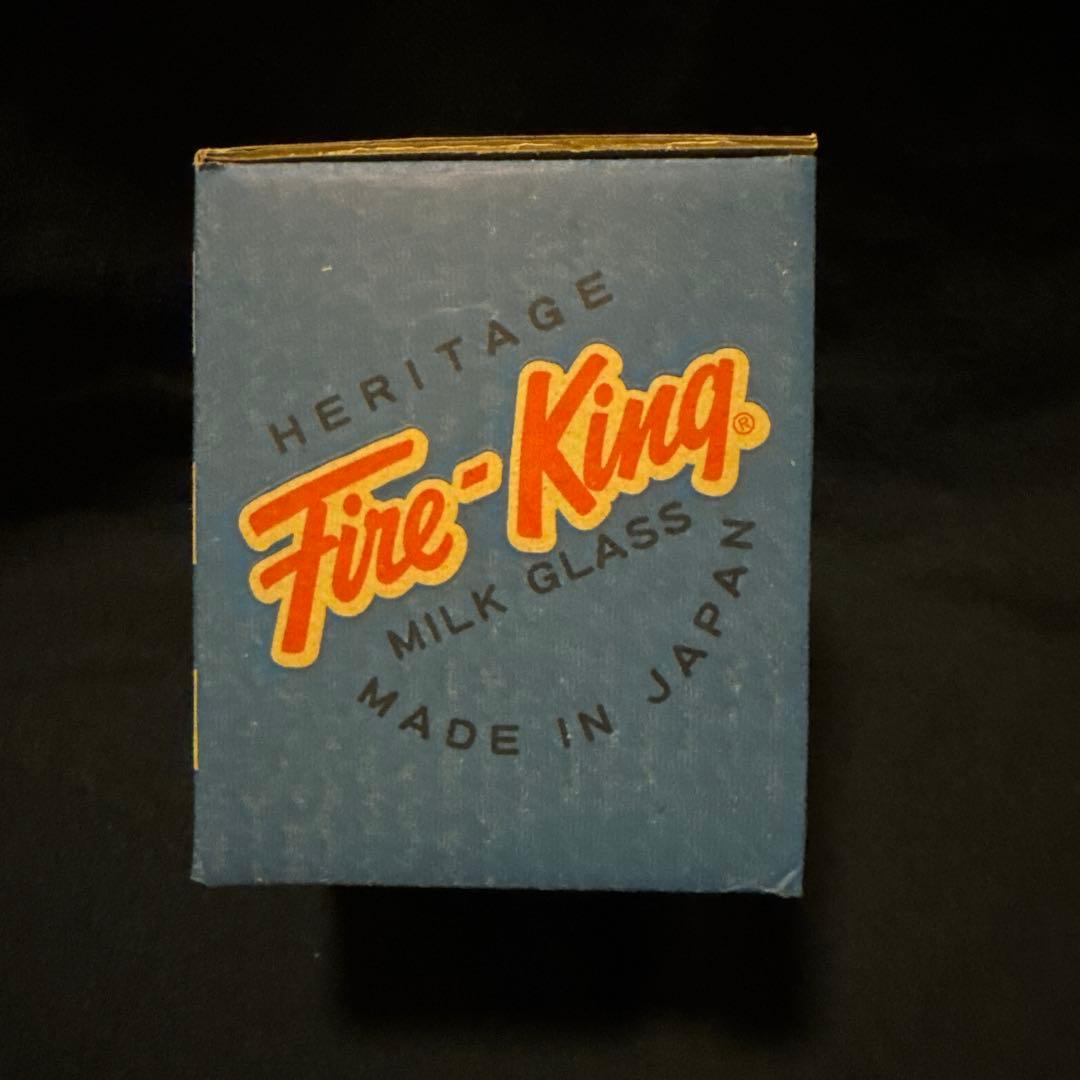 HERITAGE
Fire-King®
MILK GLASS
MADE IN JAPAN